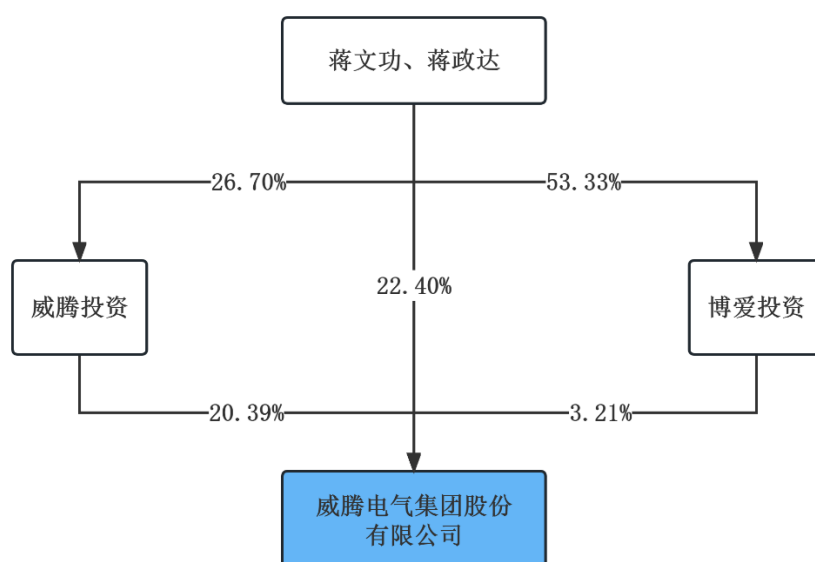 蒋文功、蒋政达
26.70%
53.33%
威腾投资
22.40%
博爱投资
20.39%
3.21%
威腾电气集团股份
有限公司